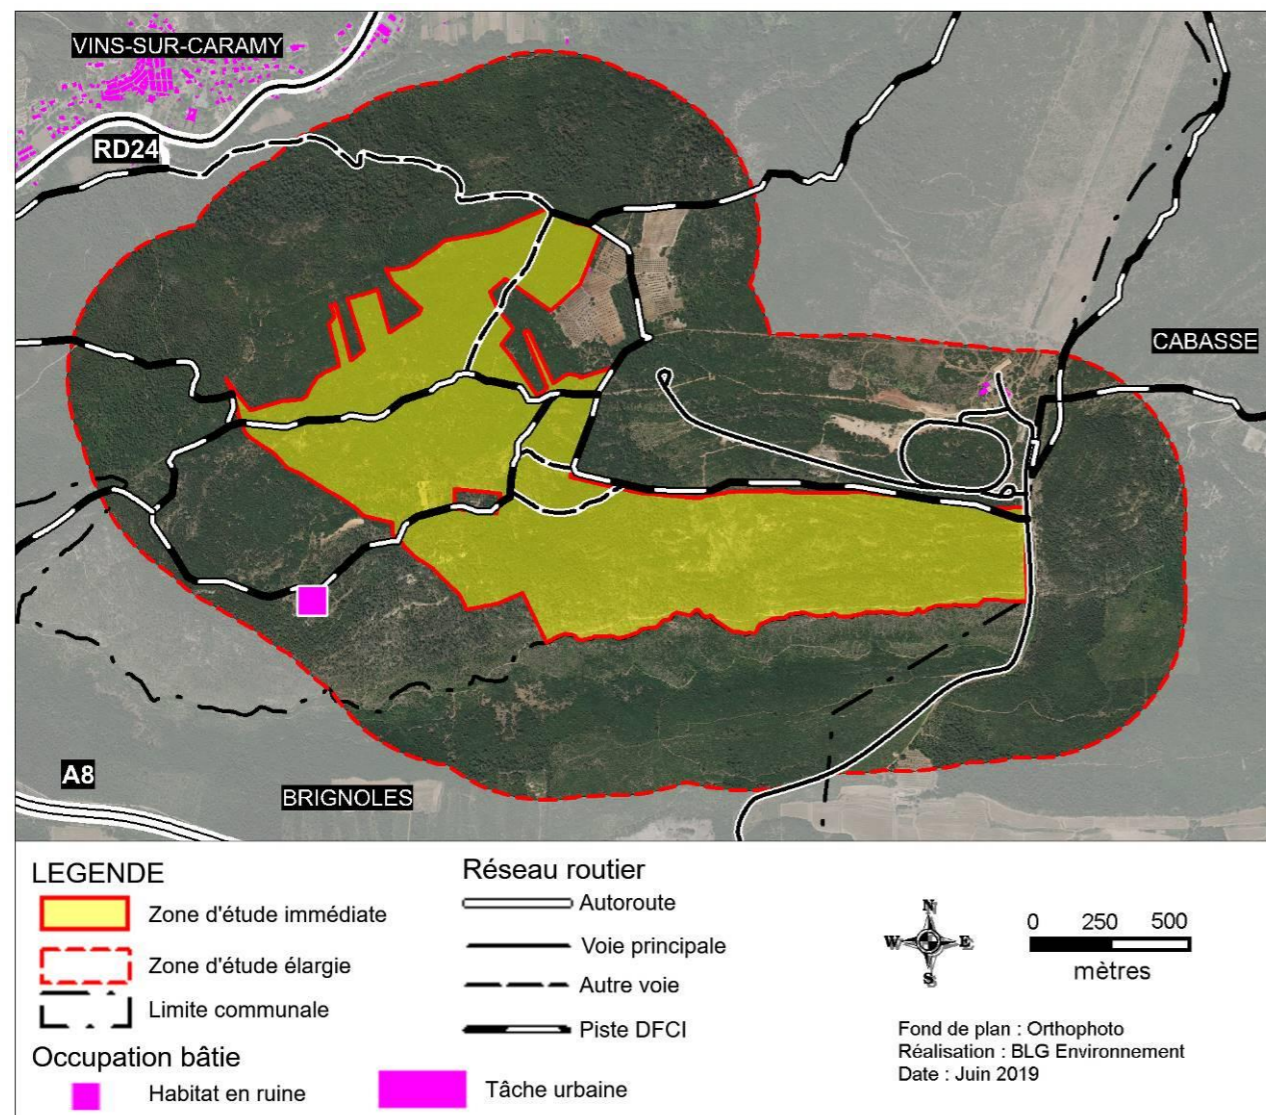 VINS-SUR-CARAMY
RD24
CABASSE
A8
BRIGNOLES
LEGENDE
Zone d'étude immédiate
Zone d'étude élargie
Limite communale
Occupation bâtie
Habitat en ruine
Tâche urbaine
Réseau routier
Autoroute
Voie principale
Autre voie
Piste DFCI
N
W E
S
0 250 500
mètres
Fond de plan : Orthophoto
Réalisation : BLG Environnement
Date : Juin 2019